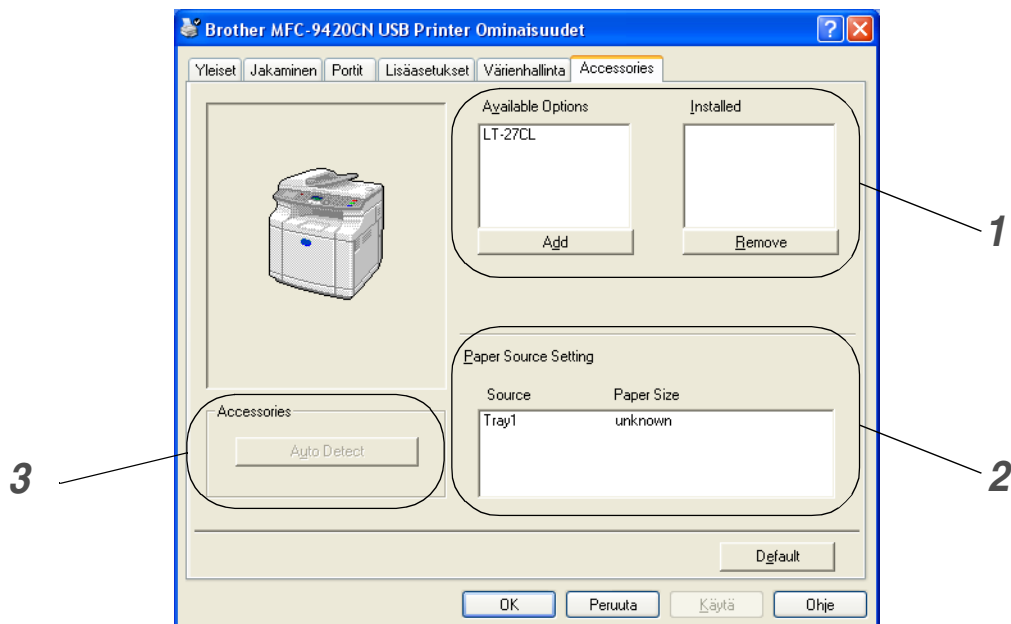 Brother MFC-9420CN USB Printer Ominaisuudet
Yleiset Jakaminen Portit Lisäasetukset Värienhallinta Accessories
Available Options Installed
LT-27CL
Add Remove
1
Paper Source Setting
Source Paper Size
Tray1 unknown
2
Accessories
Auto Detect
3
Default
OK Peruuta Käytä Ohje